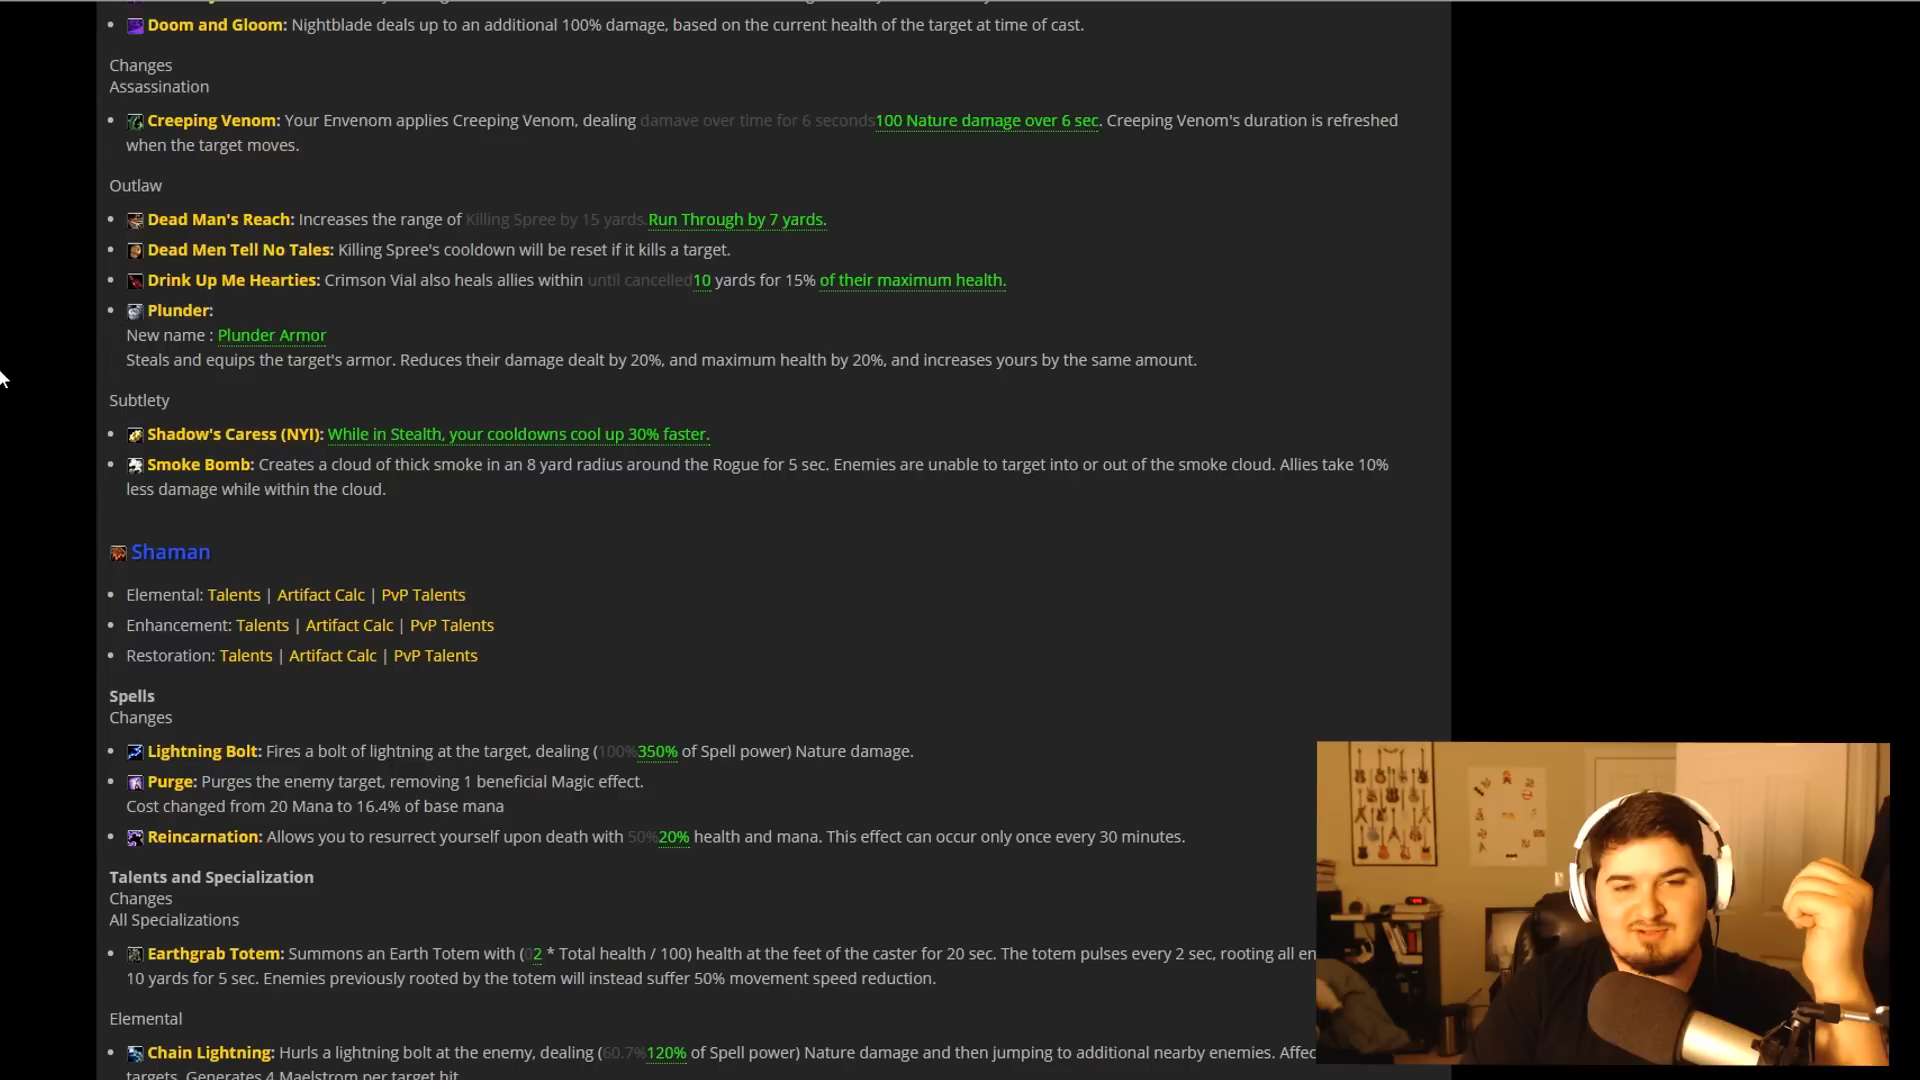 Doom and Gloom: Nightblade deals up to an additional 100% damage, based on the current health of the target at time of cast.
Changes
Assassination
Creeping Venom: Your Envenom applies Creeping Venom, dealing damave over time for 6 seconds100 Nature damage over 6 sec. Creeping Venom's duration is refreshed
when the target moves.
Outlaw
Dead Man's Reach: Increases the range of Killing Spree by 15 yards.Run Through by 7 yards.
Dead Men Tell No Tales: Killing Spree's cooldown will be reset if it kills a target.
Drink Up Me Hearties: Crimson Vial also heals allies within until cancelled10 yards for 15% of their maximum health.
Plunder:
New name : Plunder Armor
Steals and equips the target's armor. Reduces their damage dealt by 20%, and maximum health by 20%, and increases yours by the same amount.
Subtlety
Shadow's Caress (NYI): While in Stealth, your cooldowns cool up 30% faster.
Smoke Bomb: Creates a cloud of thick smoke in an 8 yard radius around the Rogue for 5 sec. Enemies are unable to target into or out of the smoke cloud. Allies take 10%
less damage while within the cloud.
Shaman
Elemental: Talents | Artifact Calc | PvP Talents
Enhancement: Talents | Artifact Calc | PvP Talents
Restoration: Talents | Artifact Calc | PvP Talents
Spells
Changes
Lightning Bolt: Fires a bolt of lightning at the target, dealing (100%350% of Spell power) Nature damage.
Purge: Purges the enemy target, removing 1 beneficial Magic effect.
Cost changed from 20 Mana to 16.4% of base mana
Reincarnation: Allows you to resurrect yourself upon death with 50%20% health and mana. This effect can occur only once every 30 minutes.
Talents and Specialization
Changes
All Specializations
Earthgrab Totem: Summons an Earth Totem with (02 * Total health / 100) health at the feet of the caster for 20 sec. The totem pulses every 2 sec, rooting all en
10 yards for 5 sec. Enemies previously rooted by the totem will instead suffer 50% movement speed reduction.
Elemental
Chain Lightning: Hurls a lightning bolt at the enemy, dealing (60.7%120% of Spell power) Nature damage and then jumping to additional nearby enemies. Affec
targets. Generates 4 Maelstrom per target hit.